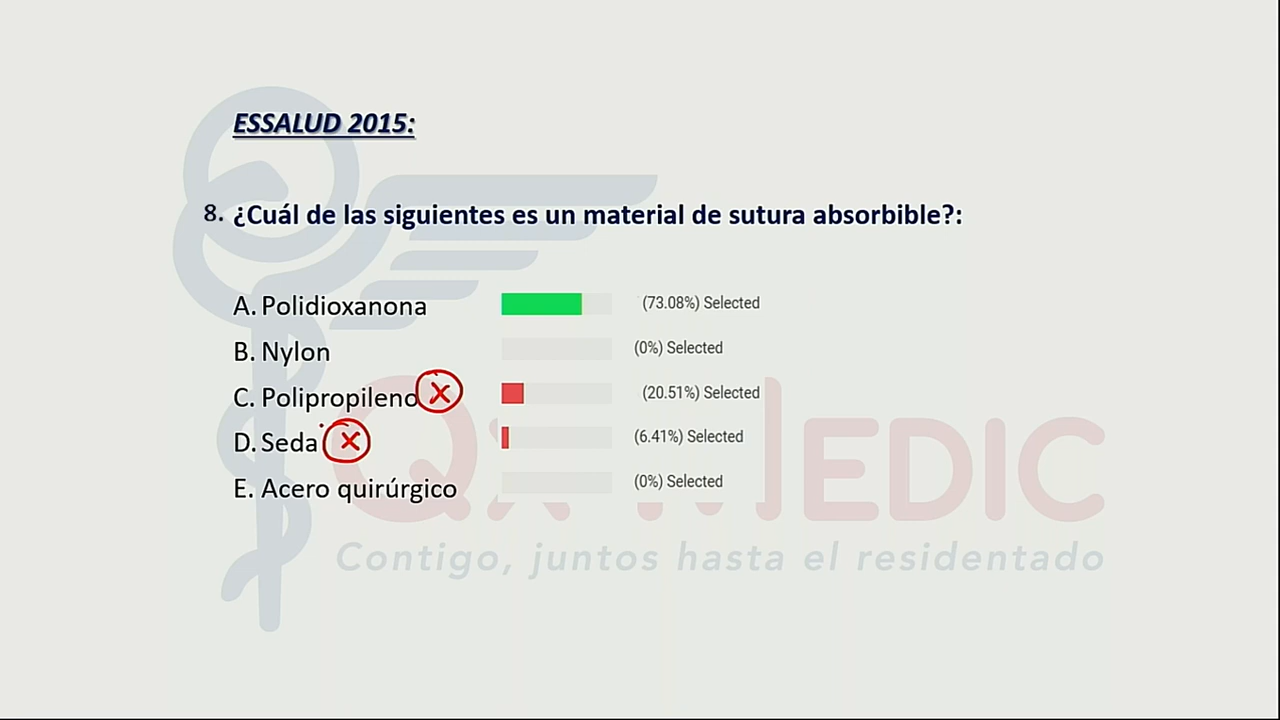 ESSALUD 2015:
8. ¿Cuál de las siguientes es un material de sutura absorbible?:
A. Polidioxanona (73.08%) Selected
B. Nylon (0%) Selected
C. Polipropileno (20.51%) Selected
D. Seda (6.41%) Selected
E. Acero quirúrgico (0%) Selected
MEDIC
Contigo, juntos hasta el residentado